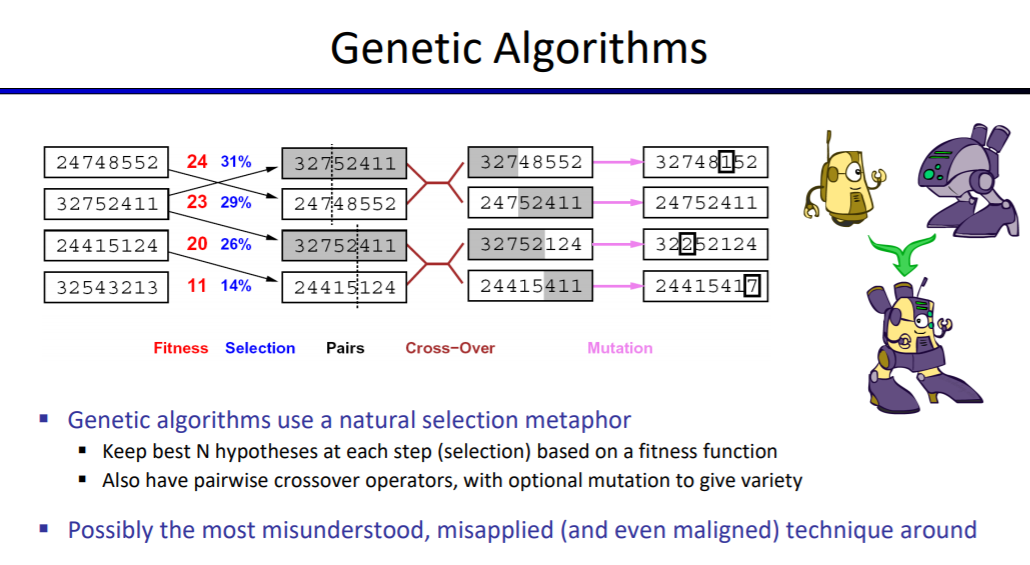 Genetic Algorithms
24748552 24 31% 32752411 32748552 32748152
32752411 23 29% 24748552 24752411 24752411
24415124 20 26% 32752411 32752124 32252124
32543213 11 14% 24415124 24415411 24415417
Fitness Selection Pairs Cross−Over Mutation
▪ Genetic algorithms use a natural selection metaphor
▪ Keep best N hypotheses at each step (selection) based on a fitness function
▪ Also have pairwise crossover operators, with optional mutation to give variety
▪ Possibly the most misunderstood, misapplied (and even maligned) technique around